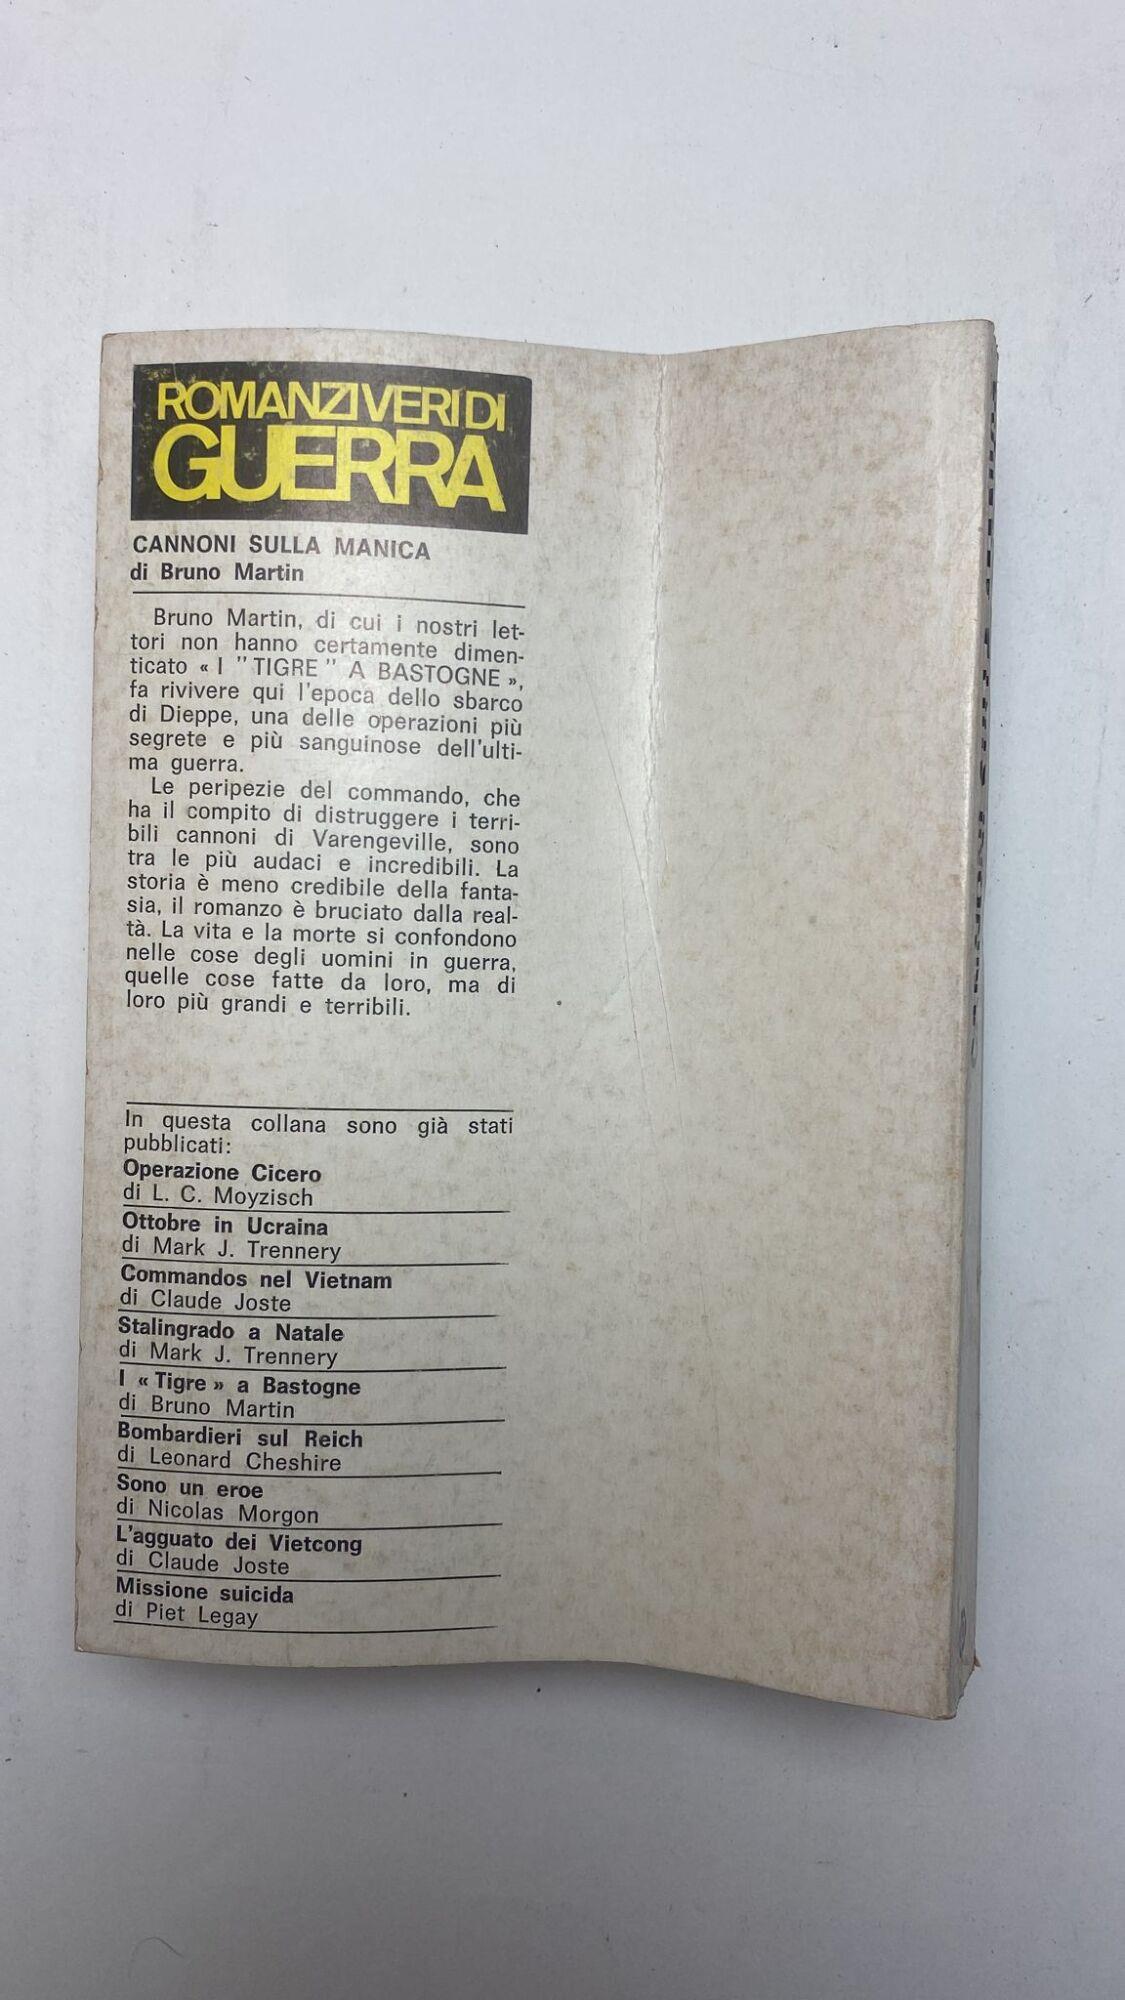 ROMANZI VERI DI
GUERRA
CANNONI SULLA MANICA
di Bruno Martin
Bruno Martin, di cui i nostri let-
tori non hanno certamente dimen-
ticato « I " TIGRE " A BASTOGNE »,
fa rivivere qui l'epoca dello sbarco
di Dieppe, una delle operazioni più
segrete e più sanguinose dell'ulti-
ma guerra.
Le peripezie del commando, che
ha il compito di distruggere i terri-
bili cannoni di Varengeville, sono
tra le più audaci e incredibili. La
storia è meno credibile della fanta-
sia, il romanzo è bruciato dalla real-
tà. La vita e la morte si confondono
nelle cose degli uomini in guerra,
quelle cose fatte da loro, ma di
loro più grandi e terribili.
In questa collana sono già stati
pubblicati:
Operazione Cicero
di L. C. Moyzisch
Ottobre in Ucraina
di Mark J. Trennery
Commandos nel Vietnam
di Claude Joste
Stalingrado a Natale
di Mark J. Trennery
I « Tigre » a Bastogne
di Bruno Martin
Bombardieri sul Reich
di Leonard Cheshire
Sono un eroe
di Nicolas Morgon
L'agguato dei Vietcong
di Claude Joste
Missione suicida
di Piet Legay